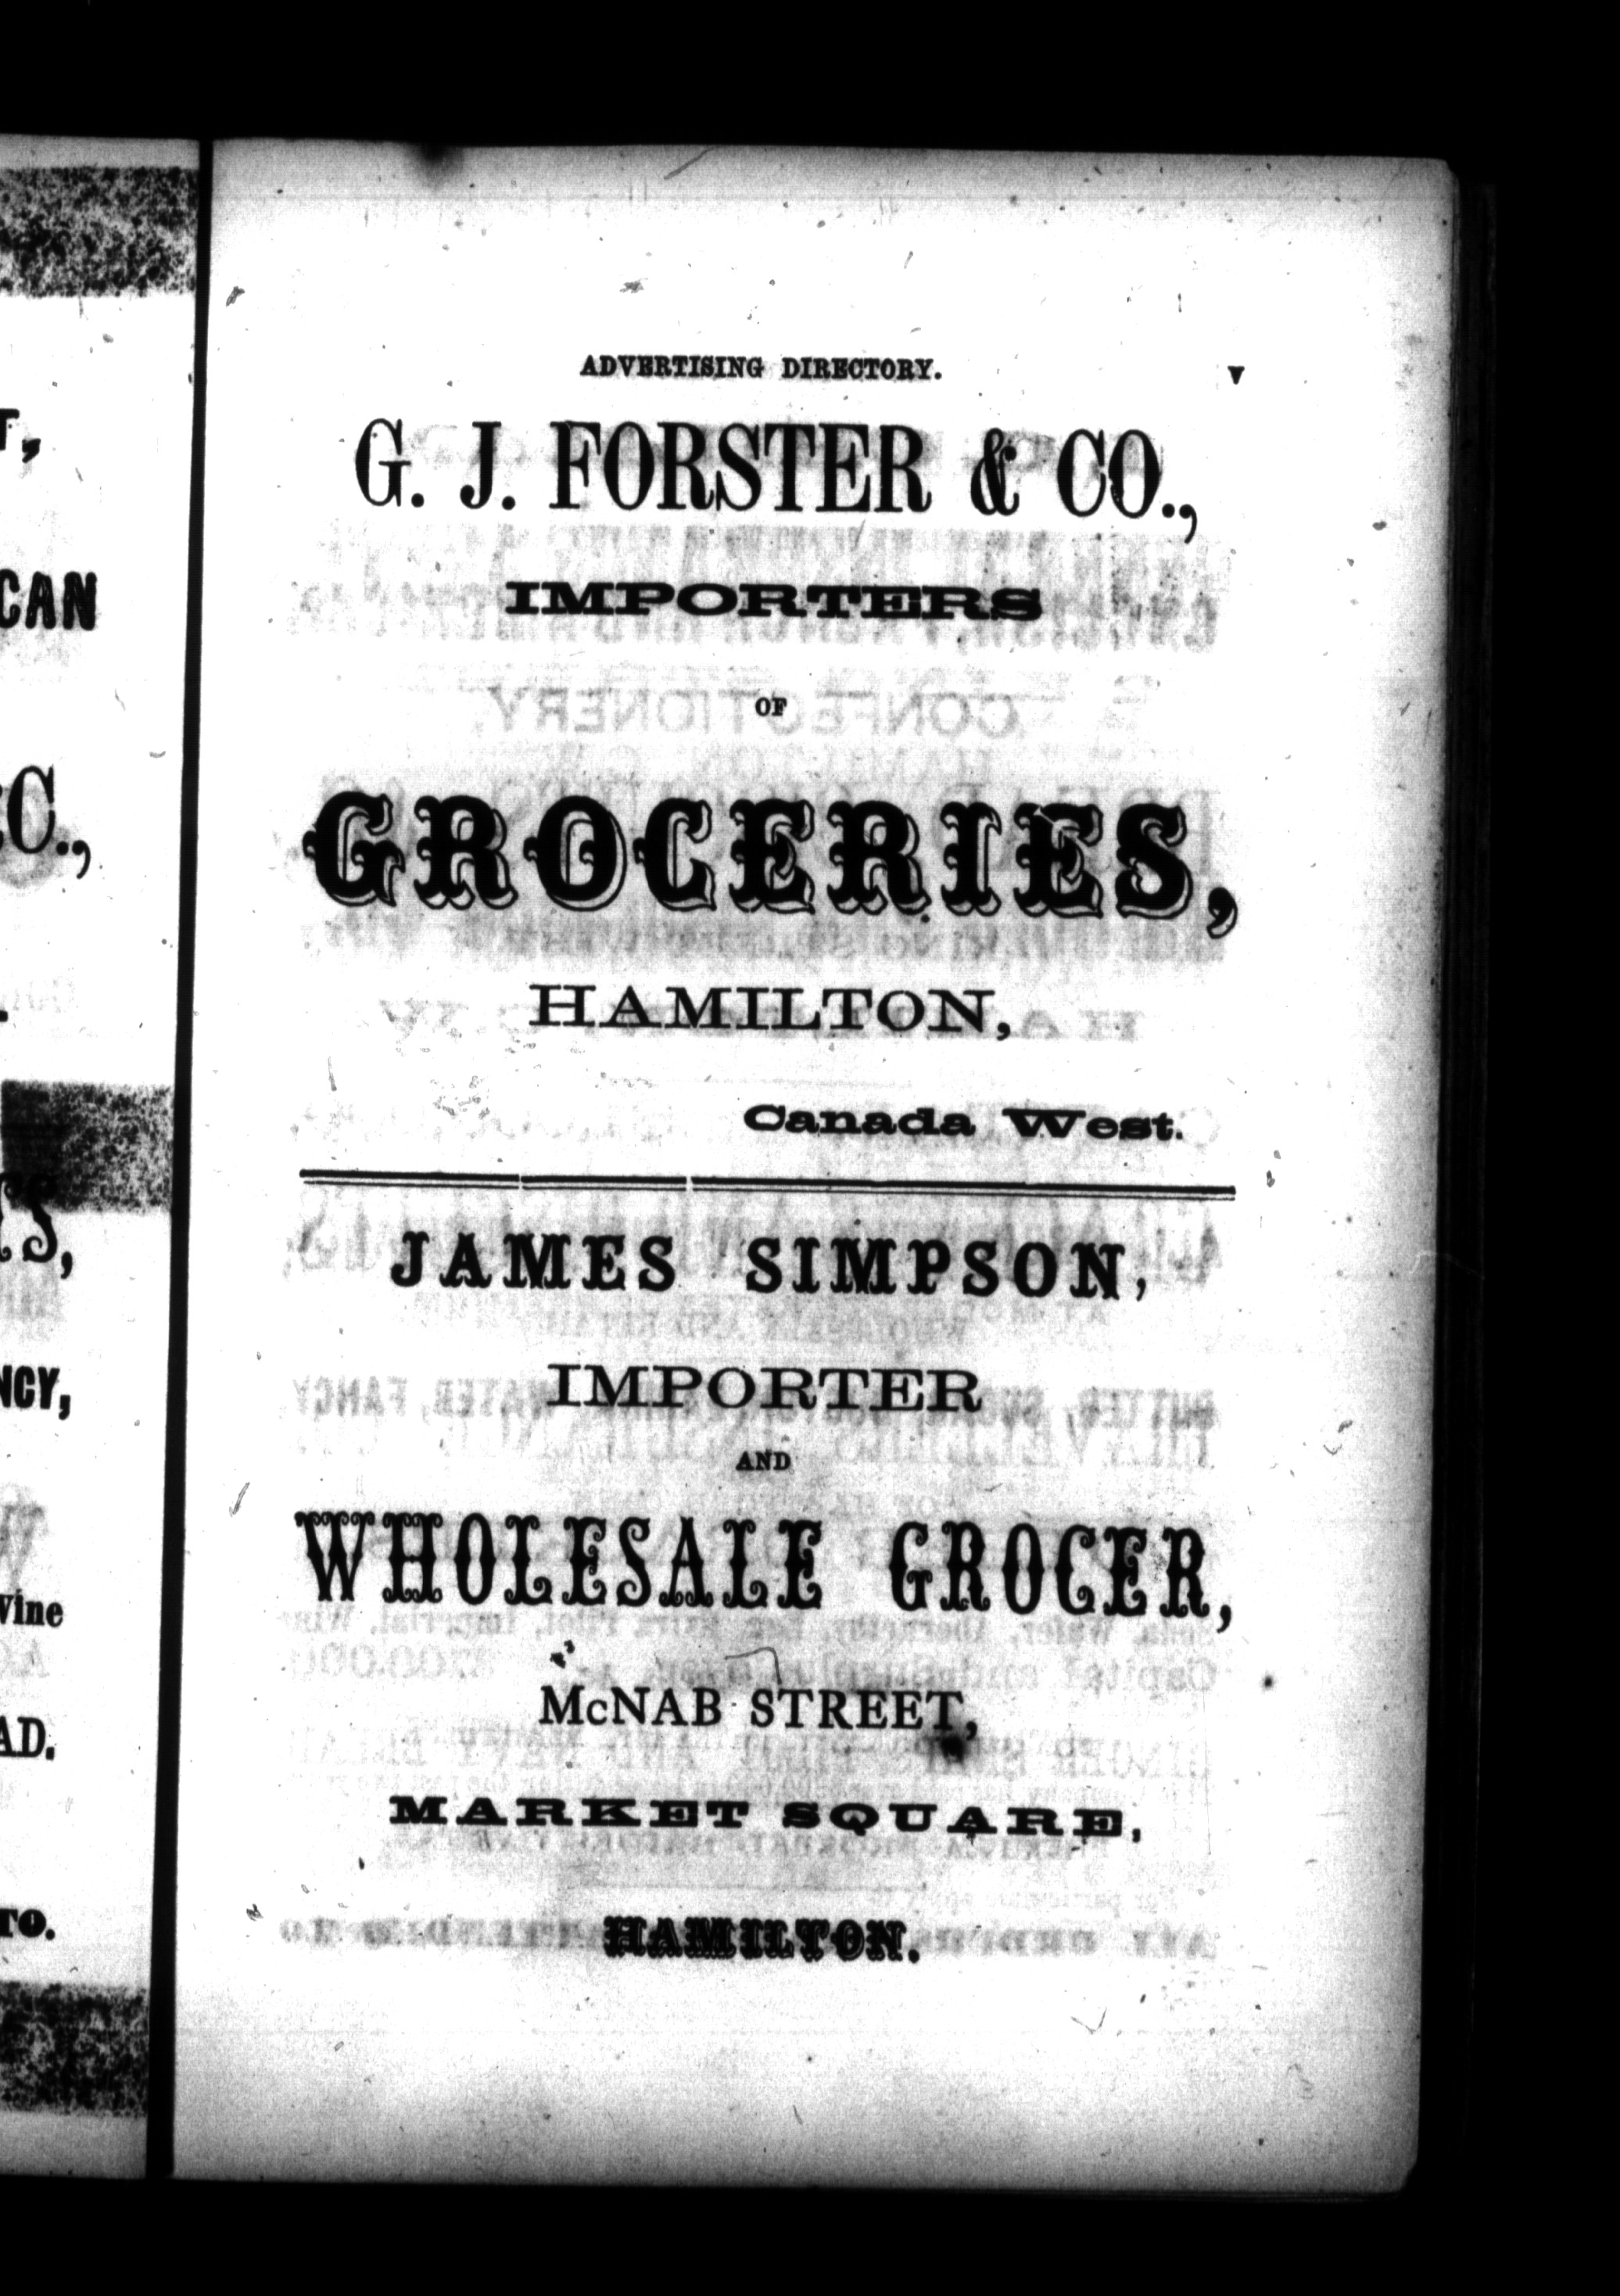 ADVERTISING DIRECTORY. v
G. J. FORSTER & CO.,
IMPORTERS
OF
GROCERIES,
HAMILTON,
Canada West.
JAMES SIMPSON,
IMPORTER
AND
WHOLESALE GROCER,
McNAB STREET,
MARKET SQUARE,
HAMILTON.